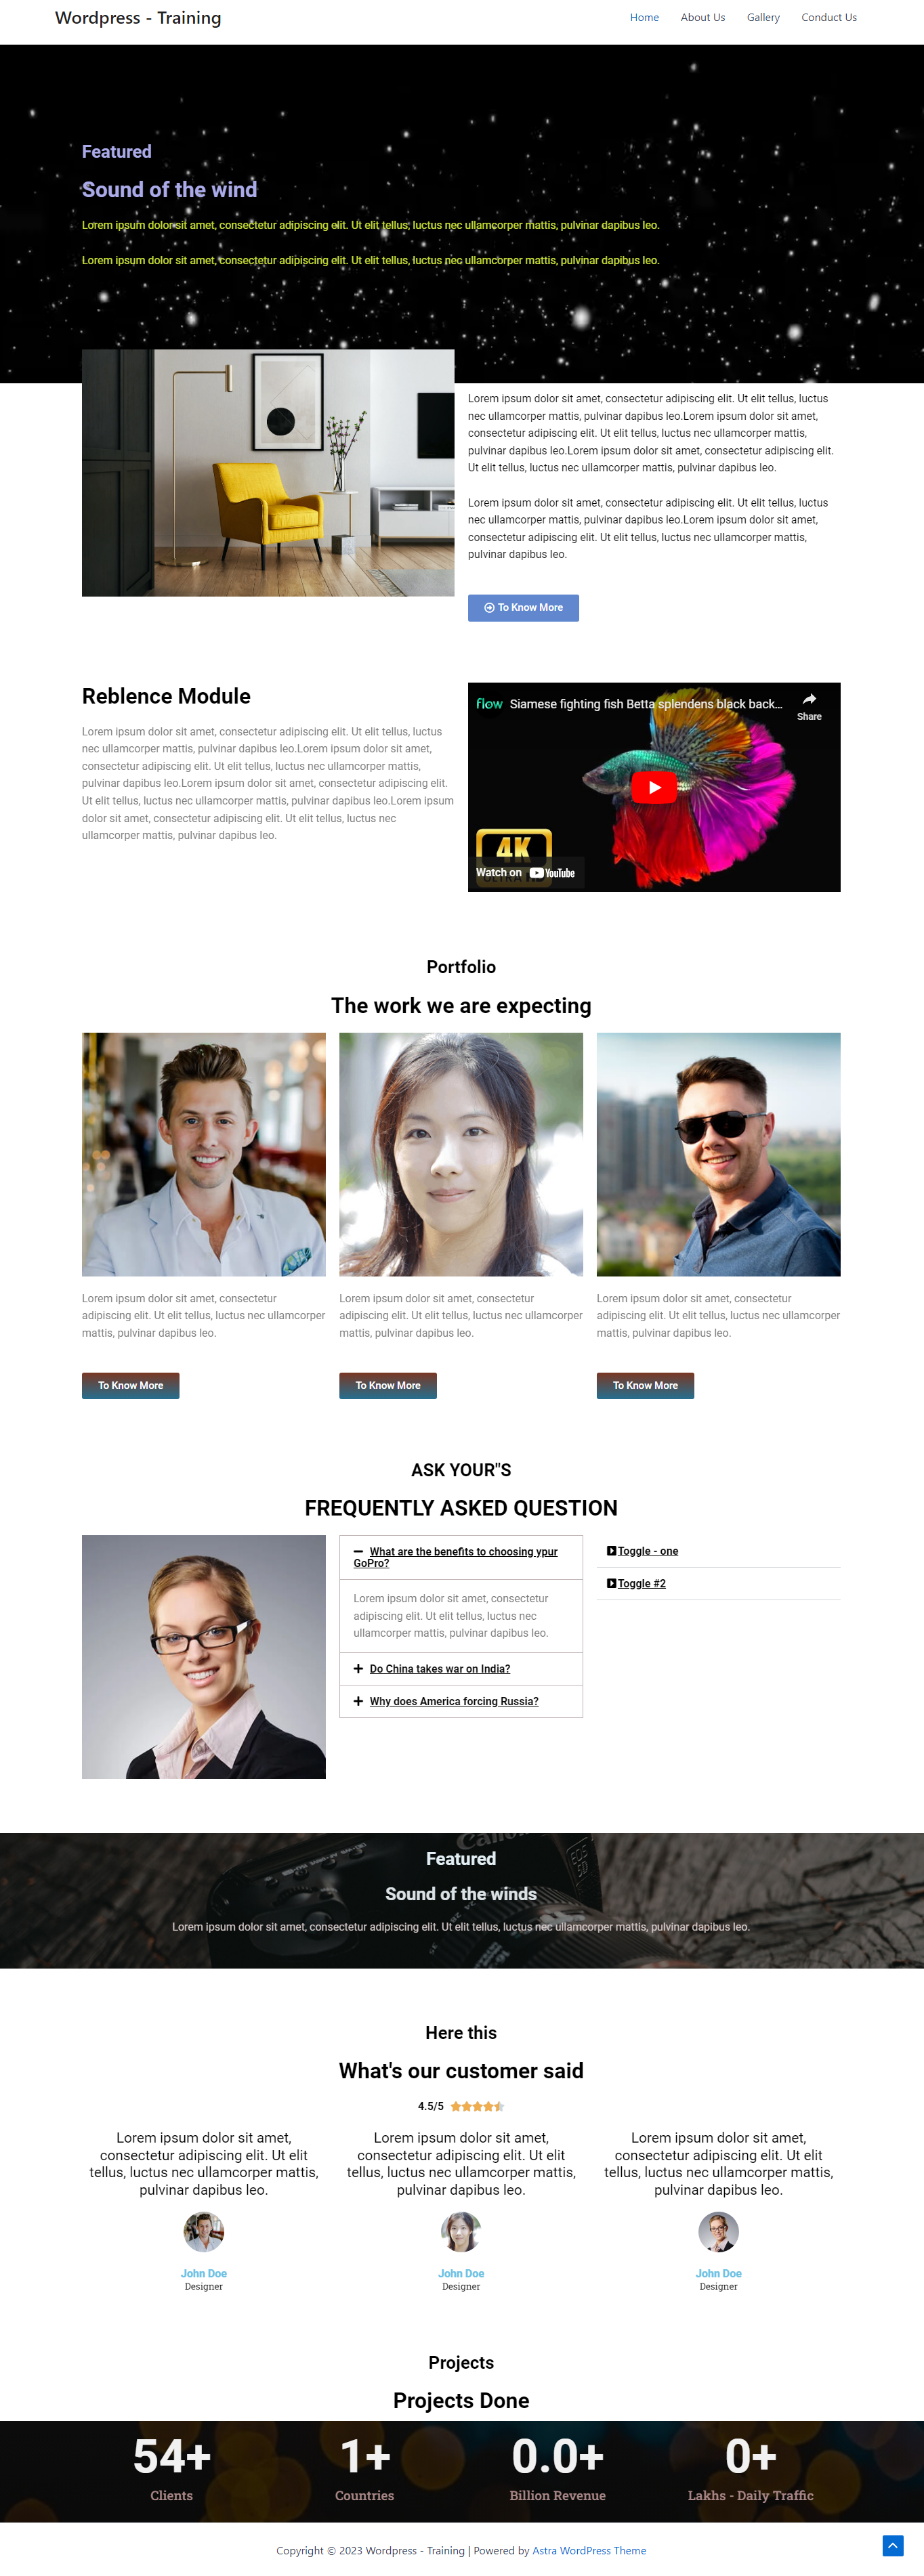 Wordpress - Training
Home About Us Gallery Conduct Us
Featured
Sound of the wind
Lorem ipsum dolor sit amet, consectetur adipiscing elit. Ut elit tellus, luctus nec ullamcorper mattis, pulvinar dapibus leo.
Lorem ipsum dolor sit amet, consectetur adipiscing elit. Ut elit tellus, luctus nec ullamcorper mattis, pulvinar dapibus leo.
Lorem ipsum dolor sit amet, consectetur adipiscing elit. Ut elit tellus, luctus
nec ullamcorper mattis, pulvinar dapibus leo.Lorem ipsum dolor sit amet,
consectetur adipiscing elit. Ut elit tellus, luctus nec ullamcorper mattis,
pulvinar dapibus leo.Lorem ipsum dolor sit amet, consectetur adipiscing elit.
Ut elit tellus, luctus nec ullamcorper mattis, pulvinar dapibus leo.
Lorem ipsum dolor sit amet, consectetur adipiscing elit. Ut elit tellus, luctus
nec ullamcorper mattis, pulvinar dapibus leo.Lorem ipsum dolor sit amet,
consectetur adipiscing elit. Ut elit tellus, luctus nec ullamcorper mattis,
pulvinar dapibus leo.
To Know More
Reblence Module
Lorem ipsum dolor sit amet, consectetur adipiscing elit. Ut elit tellus, luctus
nec ullamcorper mattis, pulvinar dapibus leo.Lorem ipsum dolor sit amet,
consectetur adipiscing elit. Ut elit tellus, luctus nec ullamcorper mattis,
pulvinar dapibus leo.Lorem ipsum dolor sit amet, consectetur adipiscing elit.
Ut elit tellus, luctus nec ullamcorper mattis, pulvinar dapibus leo.Lorem ipsum
dolor sit amet, consectetur adipiscing elit. Ut elit tellus, luctus nec
ullamcorper mattis, pulvinar dapibus leo.
flow Siamese fighting fish Betta splendens black back...
Share
4K
Watch on YouTube
Portfolio
The work we are expecting
Lorem ipsum dolor sit amet, consectetur
adipiscing elit. Ut elit tellus, luctus nec ullamcorper
mattis, pulvinar dapibus leo.
To Know More
Lorem ipsum dolor sit amet, consectetur
adipiscing elit. Ut elit tellus, luctus nec ullamcorper
mattis, pulvinar dapibus leo.
To Know More
Lorem ipsum dolor sit amet, consectetur
adipiscing elit. Ut elit tellus, luctus nec ullamcorper
mattis, pulvinar dapibus leo.
To Know More
ASK YOUR"S
FREQUENTLY ASKED QUESTION
What are the benefits to choosing ypur
GoPro?
Lorem ipsum dolor sit amet, consectetur
adipiscing elit. Ut elit tellus, luctus nec
ullamcorper mattis, pulvinar dapibus leo.
Do China takes war on India?
Why does America forcing Russia?
Toggle - one
Toggle #2
Featured
Sound of the winds
Lorem ipsum dolor sit amet, consectetur adipiscing elit. Ut elit tellus, luctus nec ullamcorper mattis, pulvinar dapibus leo.
Here this
What's our customer said
4.5/5
Lorem ipsum dolor sit amet,
consectetur adipiscing elit. Ut elit
tellus, luctus nec ullamcorper mattis,
pulvinar dapibus leo.
John Doe
Designer
Lorem ipsum dolor sit amet,
consectetur adipiscing elit. Ut elit
tellus, luctus nec ullamcorper mattis,
pulvinar dapibus leo.
John Doe
Designer
Lorem ipsum dolor sit amet,
consectetur adipiscing elit. Ut elit
tellus, luctus nec ullamcorper mattis,
pulvinar dapibus leo.
John Doe
Designer
Projects
Projects Done
54+
Clients
1+
Countries
0.0+
Billion Revenue
0+
Lakhs - Daily Traffic
Copyright © 2023 Wordpress - Training | Powered by Astra WordPress Theme